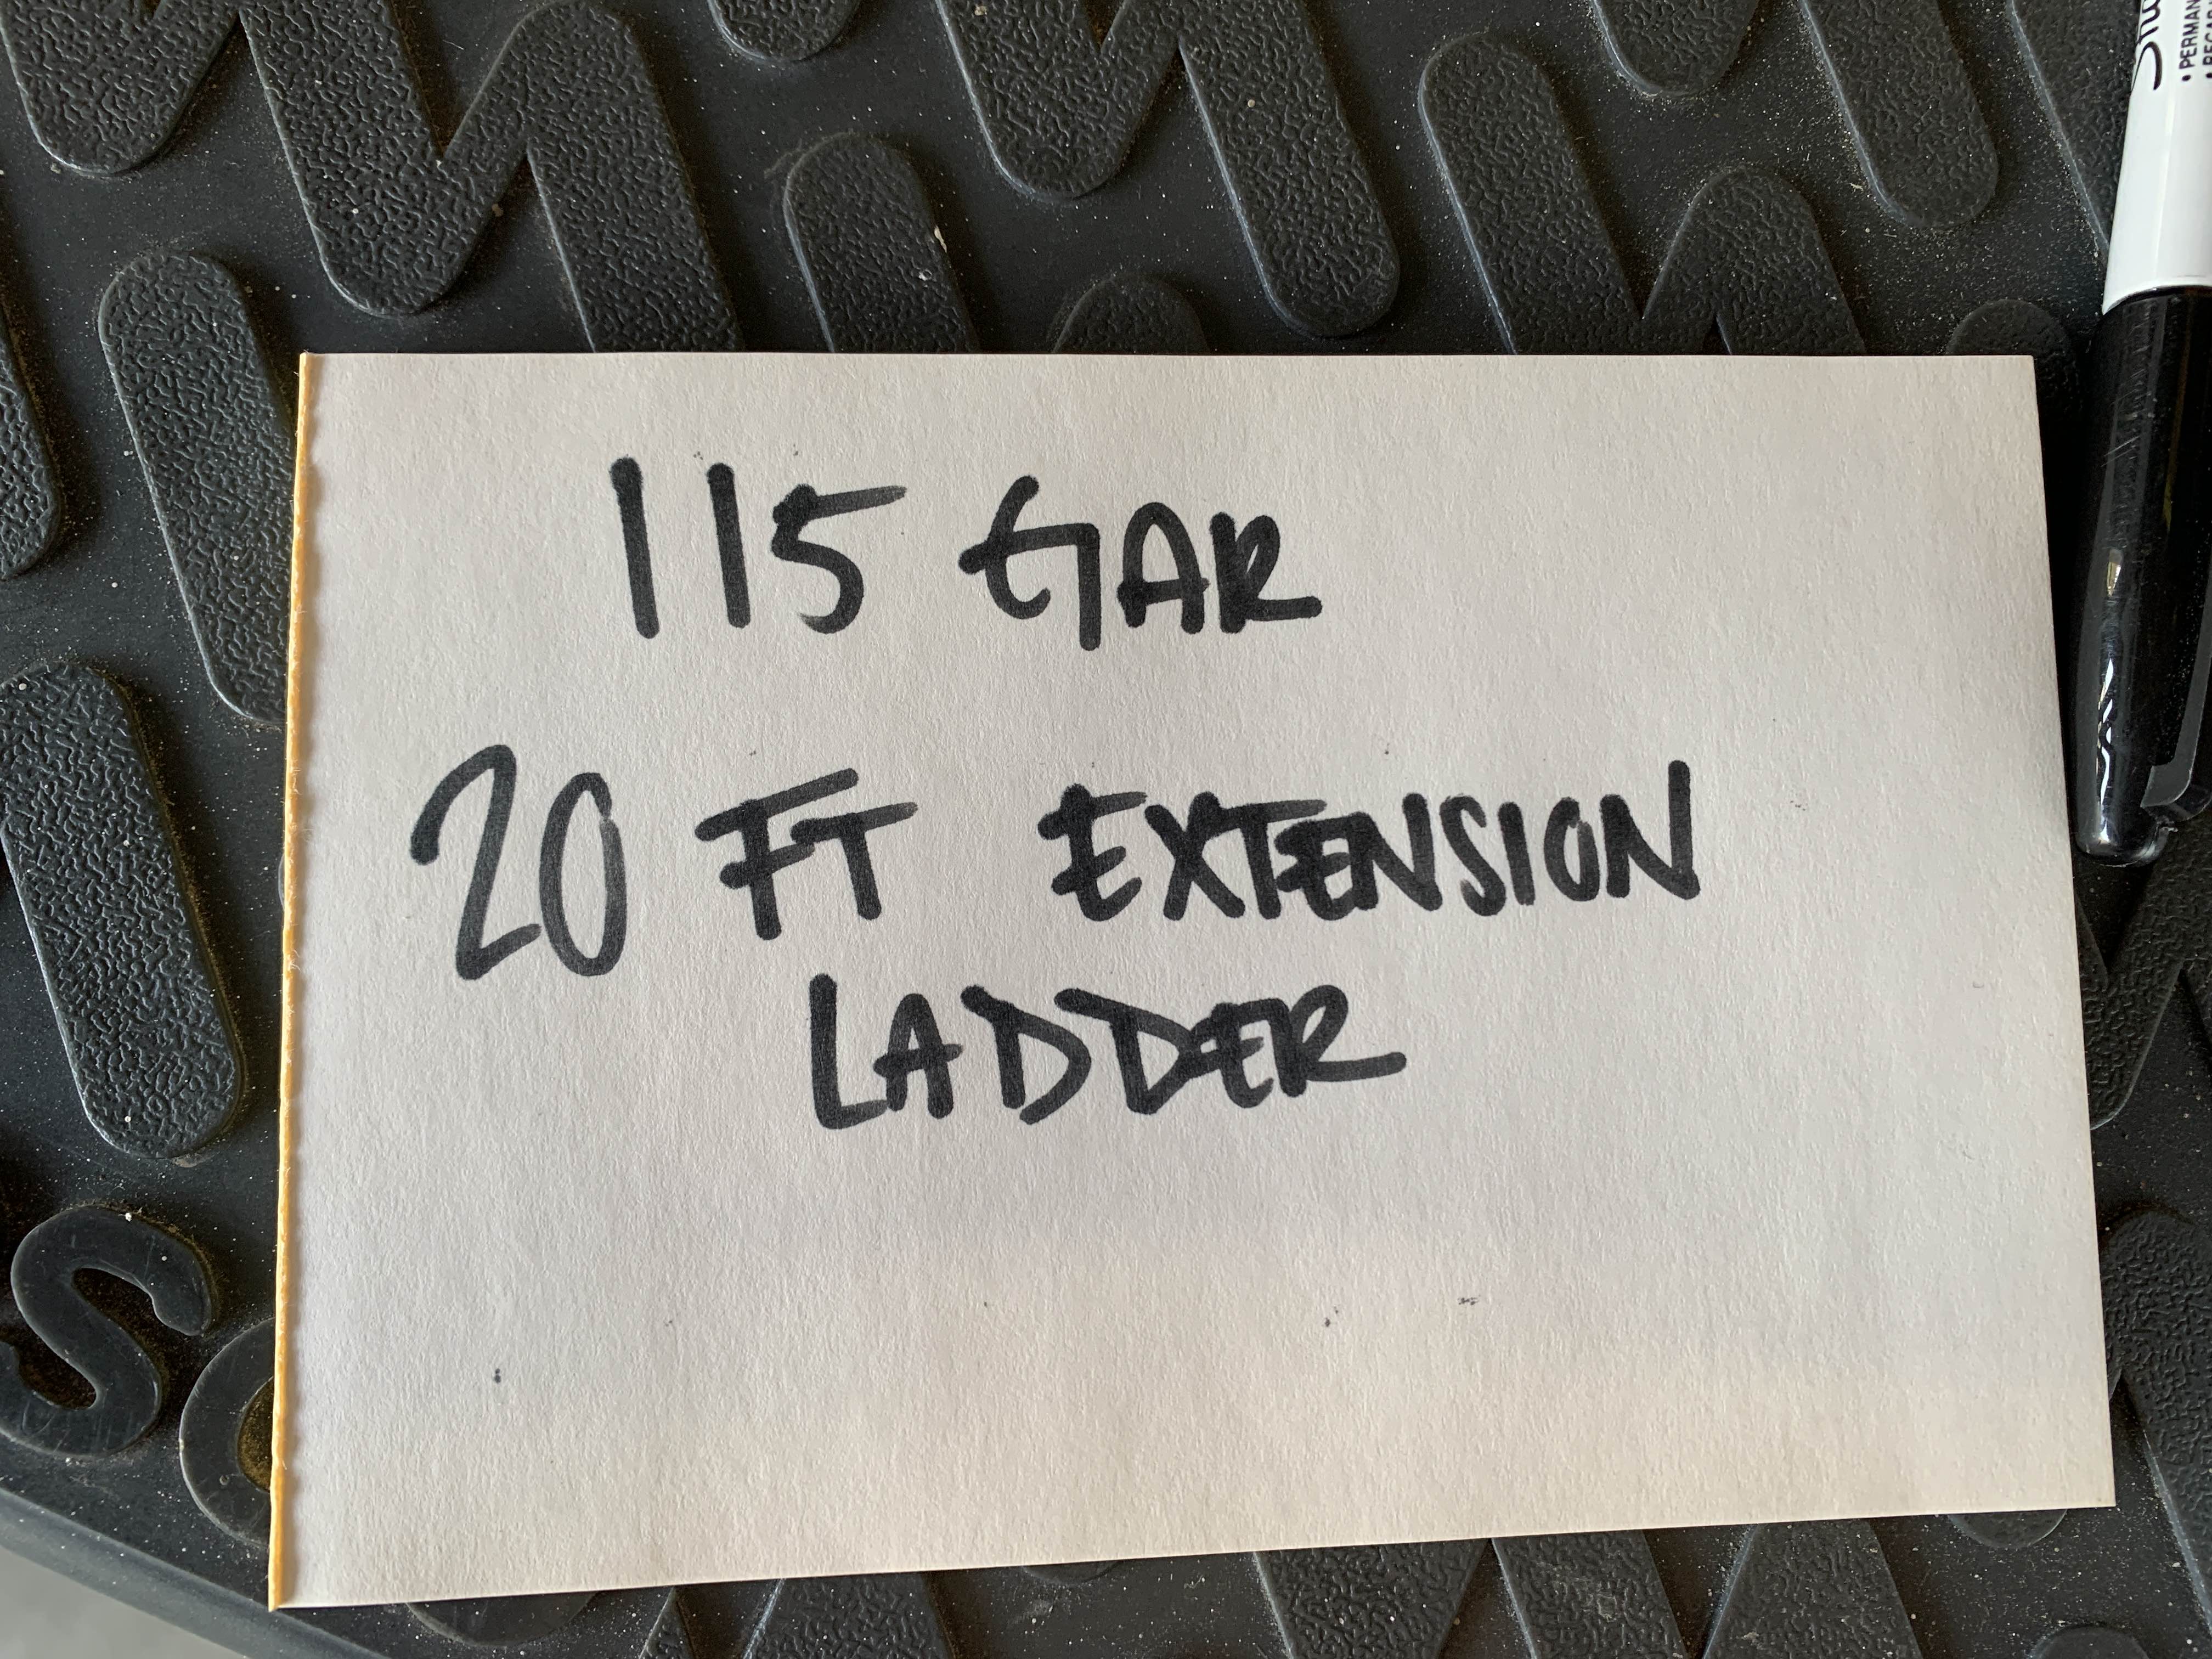 115 GAR
20 FT EXTENSION
LADDER